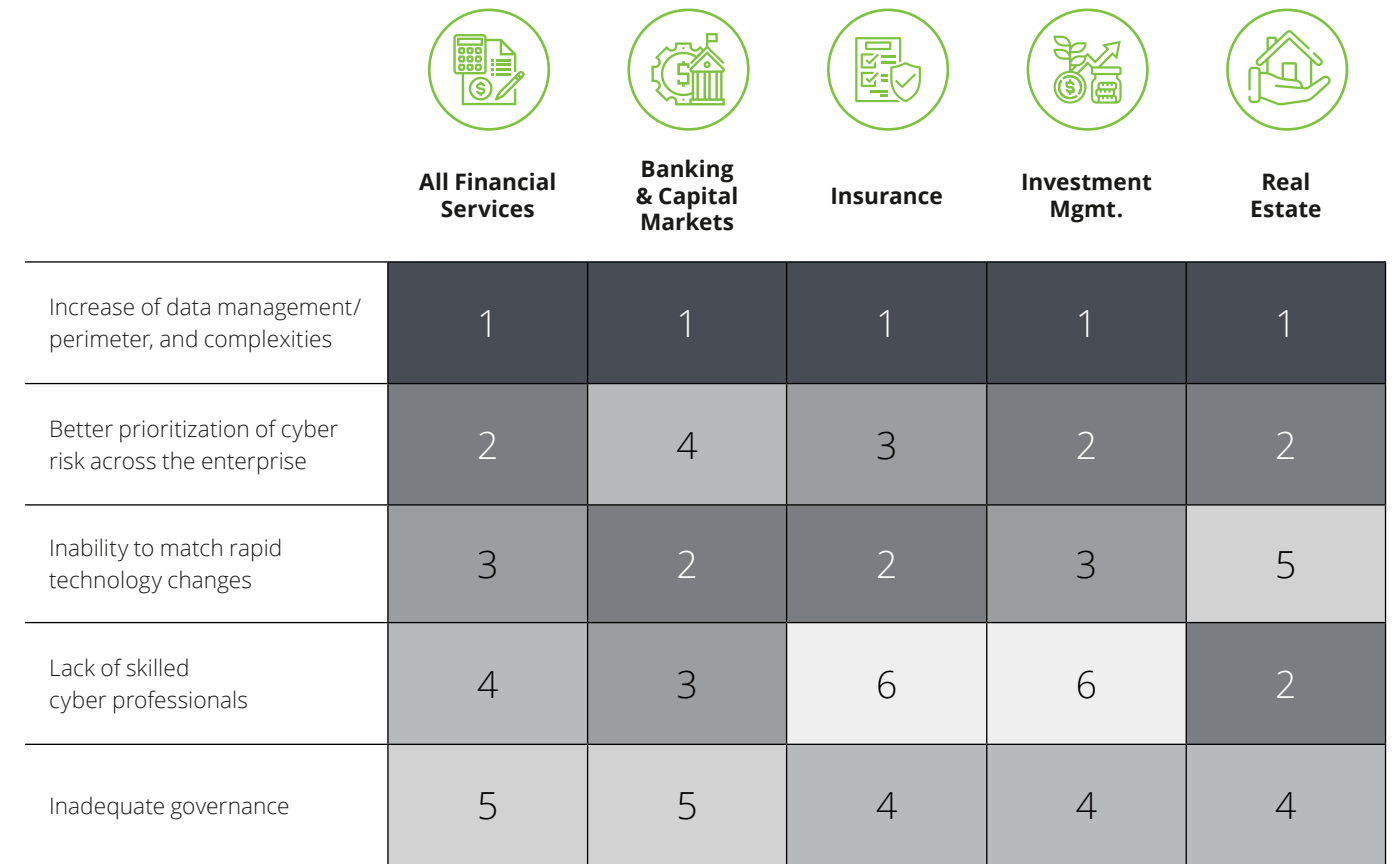 All Financial
Services
Banking
& Capital
Markets
Insurance
Investment
Mgmt.
Real
Estate
Increase of data management/
perimeter, and complexities
1 1 1 1 1
Better prioritization of cyber
risk across the enterprise
2 4 3 2 2
Inability to match rapid
technology changes
3 2 2 3 5
Lack of skilled
cyber professionals
4 3 6 6 2
Inadequate governance
5 5 4 4 4